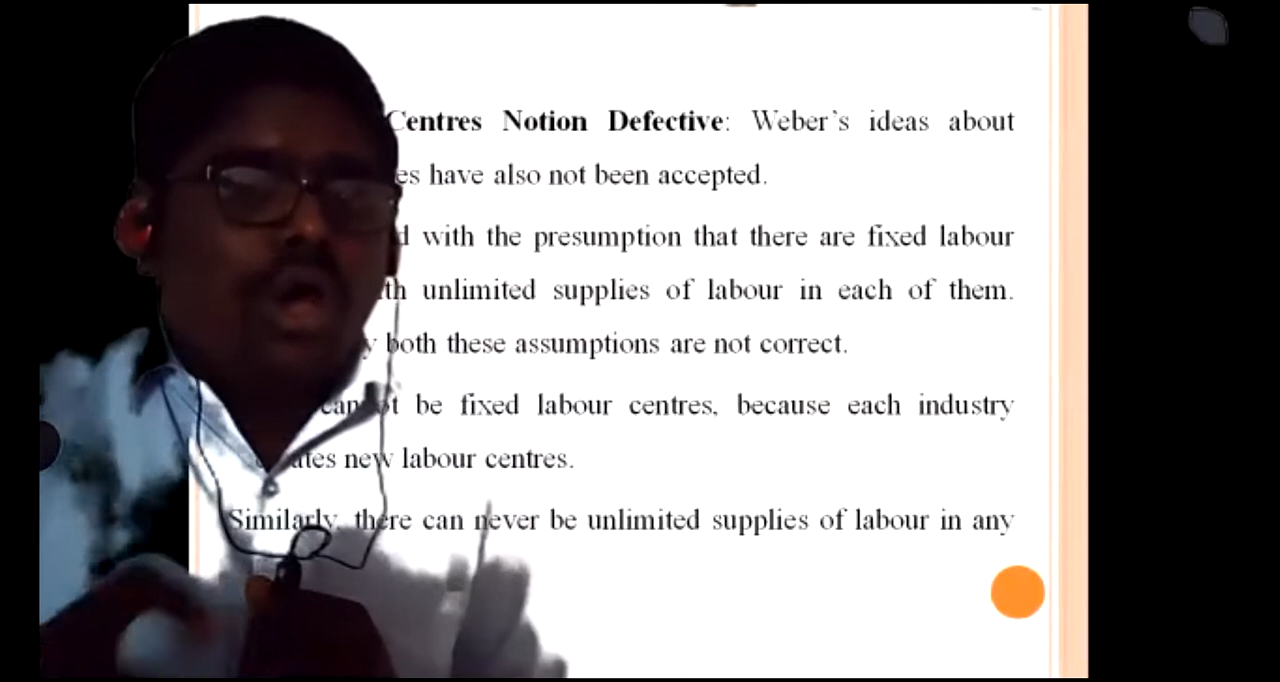 Centres Notion Defective: Weber's ideas about
have also not been accepted.
with the presumption that there are fixed labour
unlimited supplies of labour in each of them.
both these assumptions are not correct.
be fixed labour centres, because each industry
new labour centres.
Similarly, there can never be unlimited supplies of labour in any